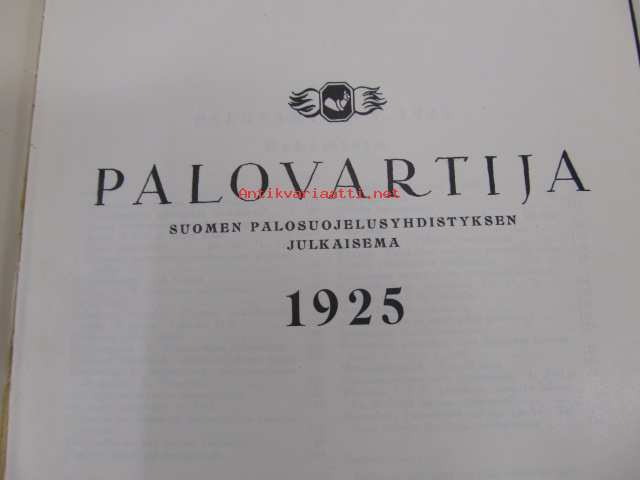 PALOVARTIJA
Antikvariaatti.net
SUOMEN PALOSUOJELUSYHDISTYKSEN
JULKAISEMA
1925